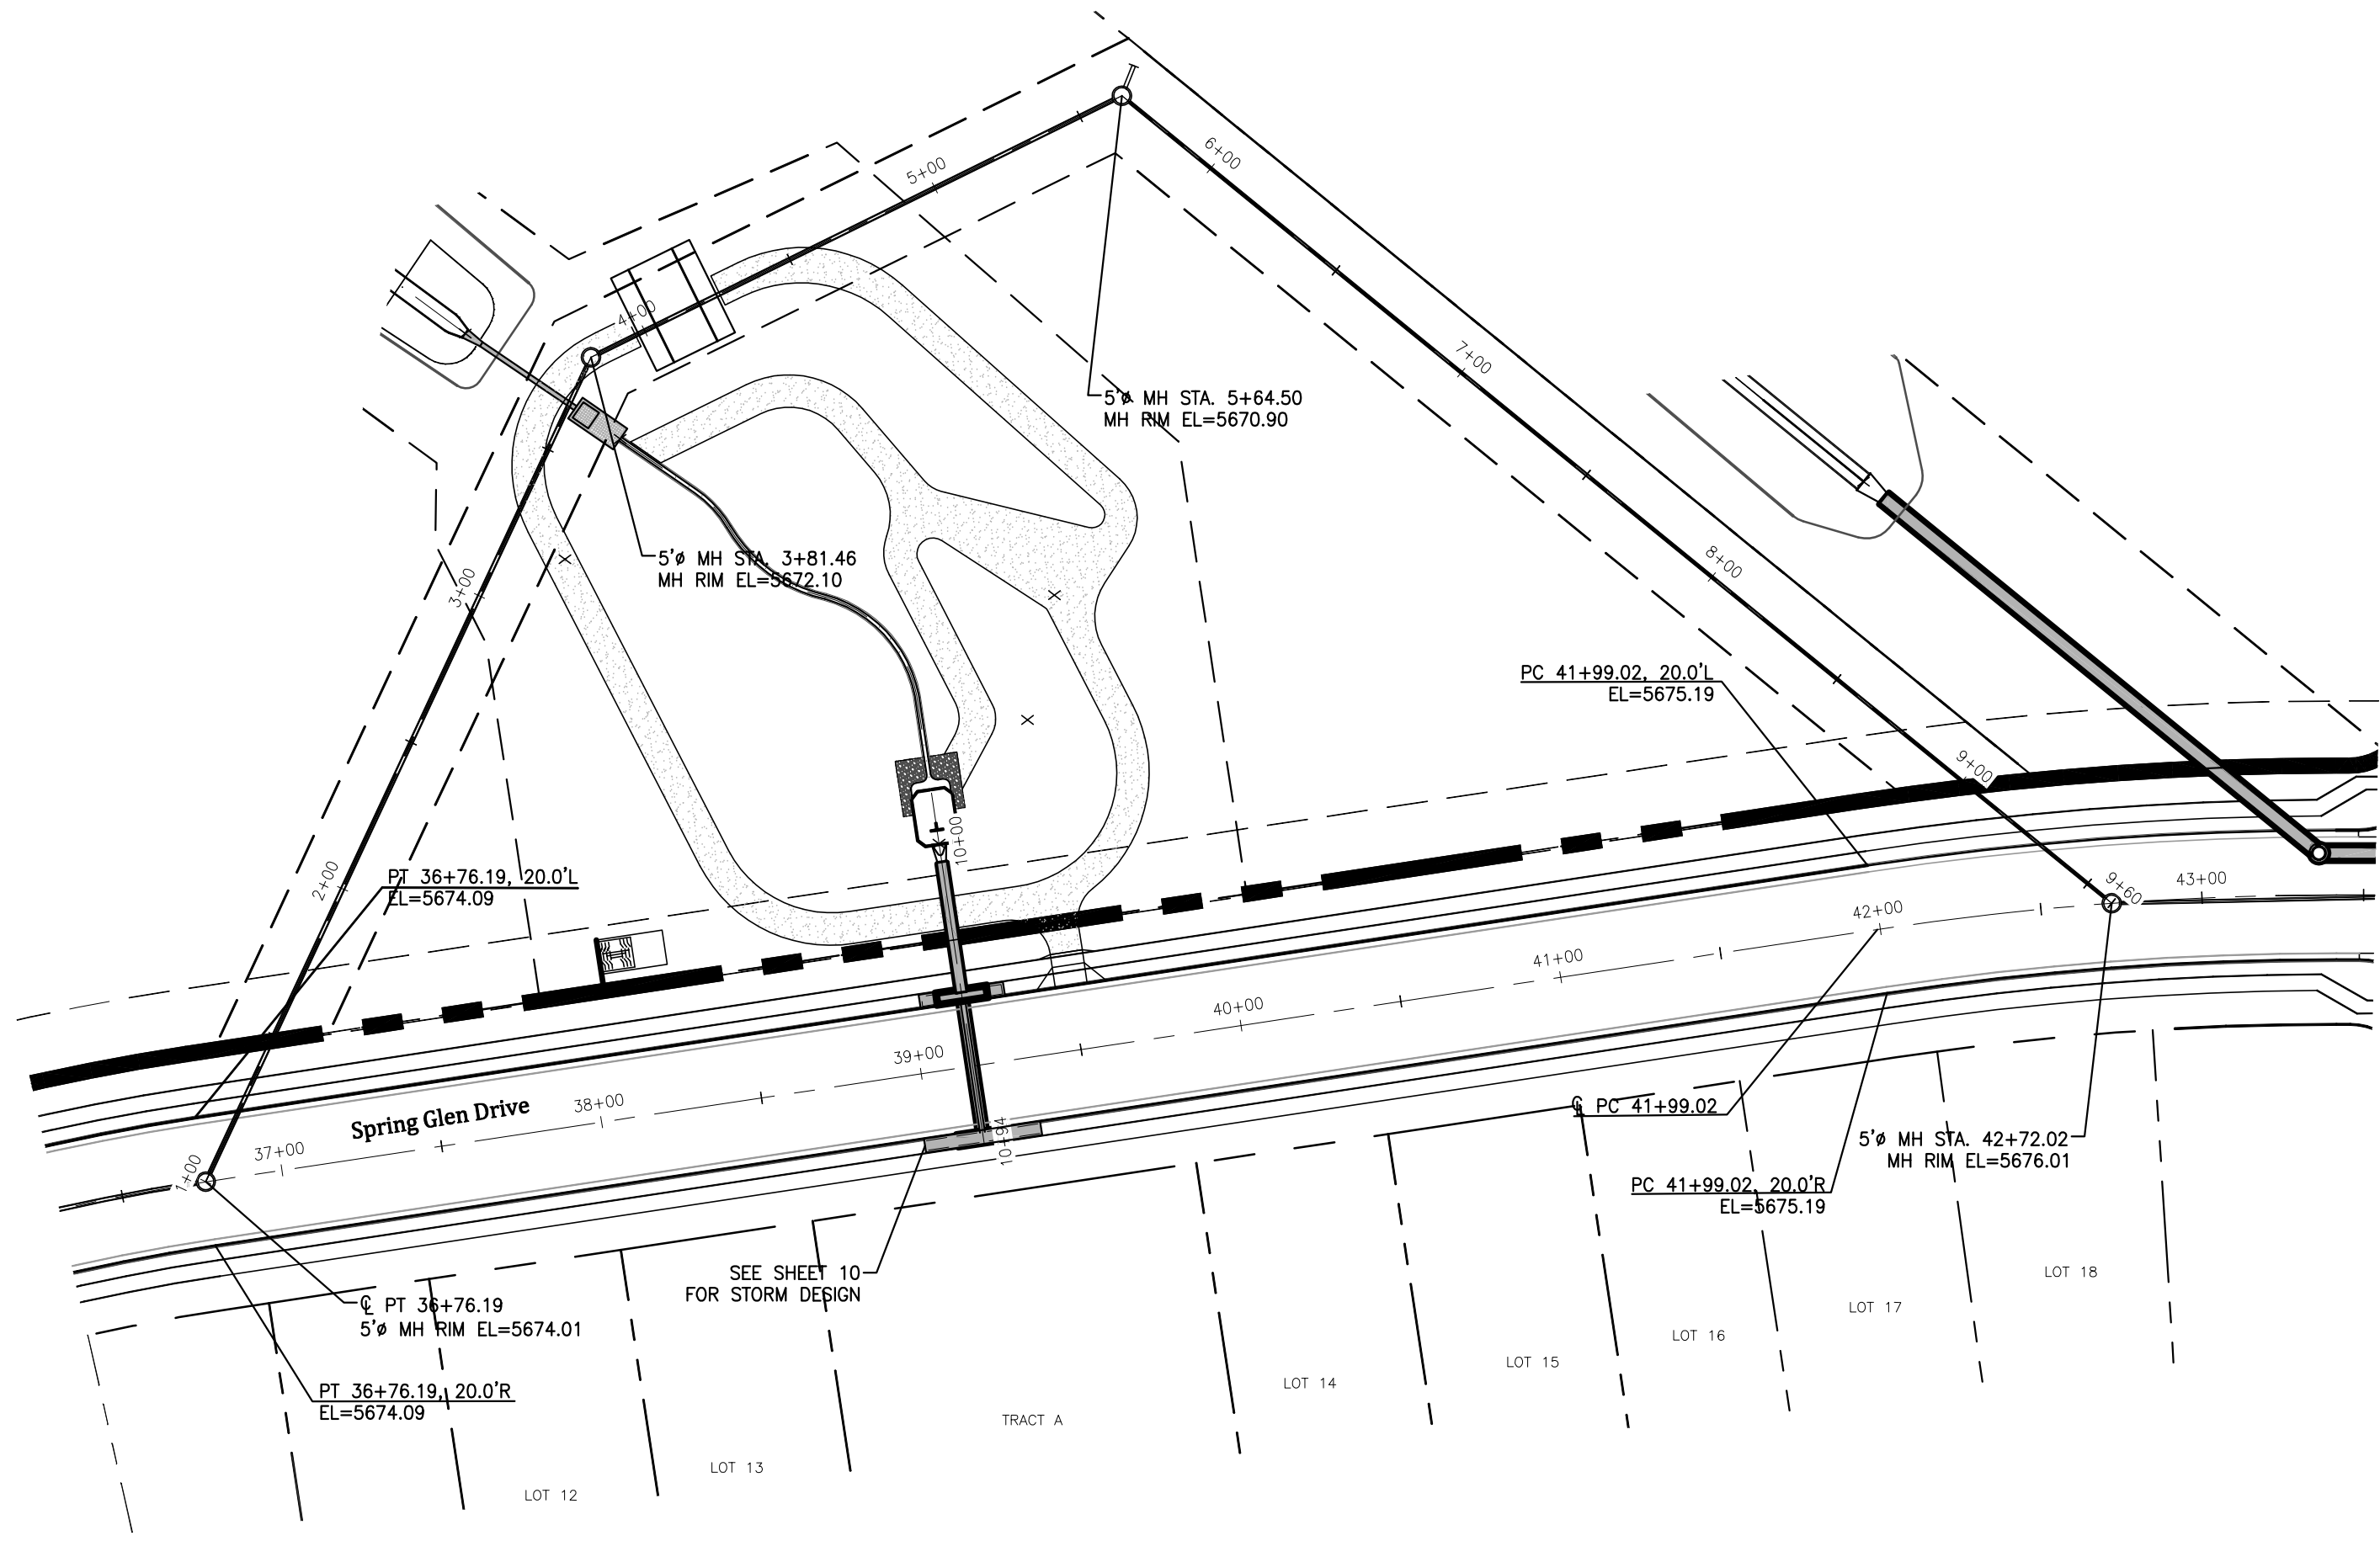 6+00
5+00
4+00
7+00
5'ø MH STA. 5+64.50
MH RIM EL=5670.90
5'ø MH STA. 3+81.46
MH RIM EL=5672.10
3+00
8+00
PC 41+99.02, 20.0'L
EL=5675.19
9+00
10+00
2+00
PT 36+76.19, 20.0'L
EL=5674.09
9+60
43+00
42+00
41+00
40+00
39+00
38+00
37+00
Spring Glen Drive
1+00
10+94
℄ PC 41+99.02
5'ø MH STA. 42+72.02
MH RIM EL=5676.01
PC 41+99.02, 20.0'R
EL=5675.19
SEE SHEET 10
FOR STORM DESIGN
℄ PT 36+76.19
5'ø MH RIM EL=5674.01
PT 36+76.19, 20.0'R
EL=5674.09
LOT 12
LOT 13
TRACT A
LOT 14
LOT 15
LOT 16
LOT 17
LOT 18